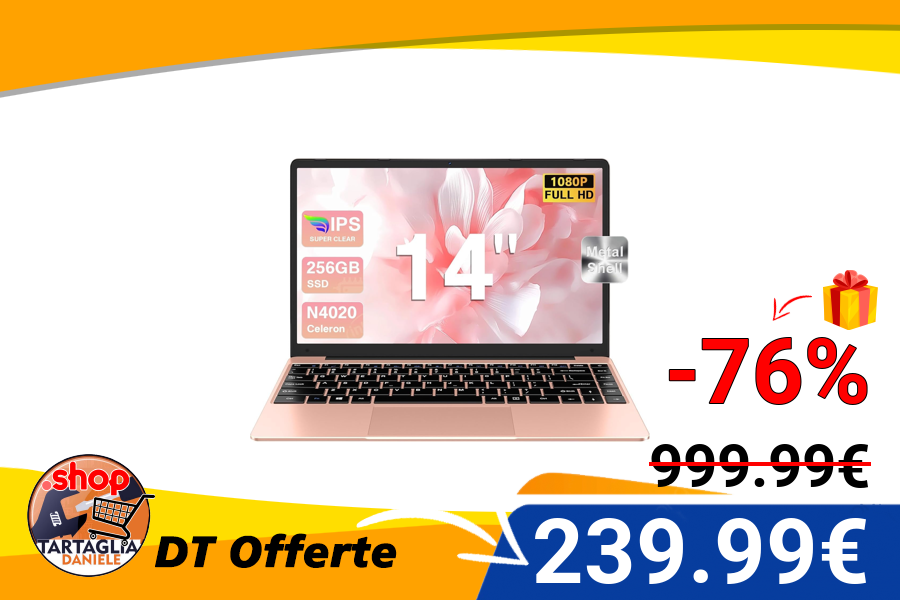 1080P
FULL HD
IPS
SUPER CLEAR
14"
Metal
Shell
256GB
SSD
N4020
Celeron
-76%
999.99€
239.99€
.shop
TARTAGLIA
DANIELE
DT Offerte